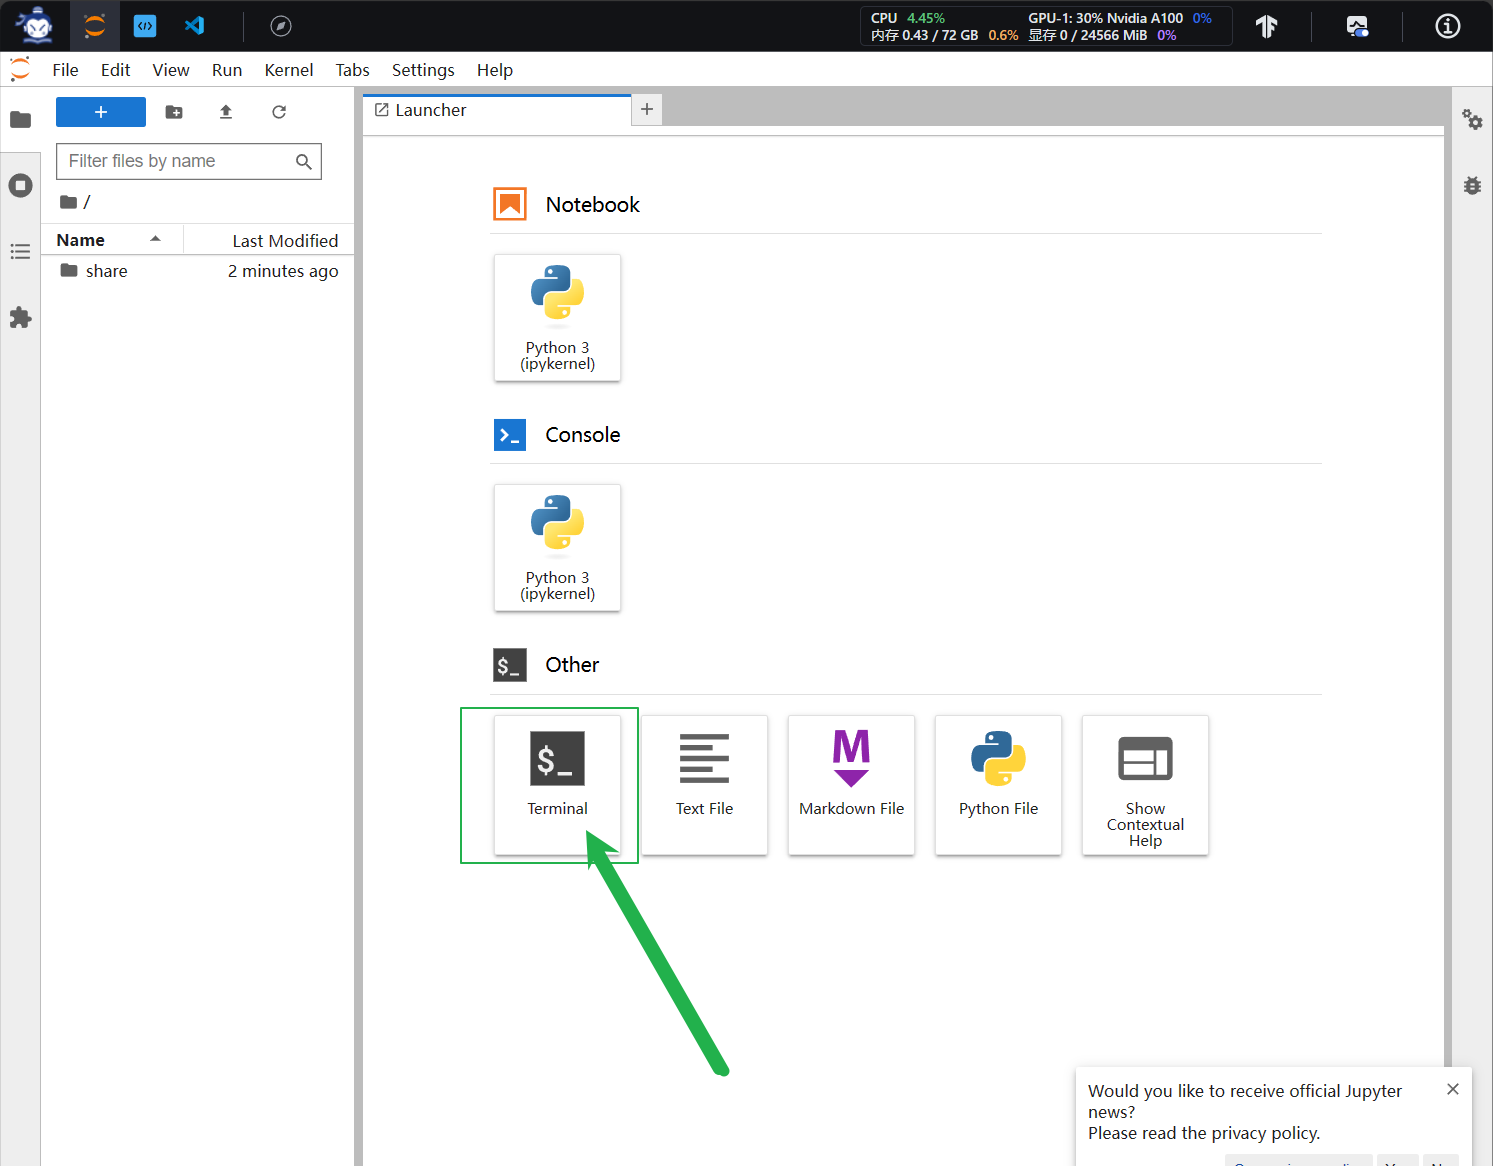 CPU 4.45% GPU-1: 30% Nvidia A100 0%
内存 0.43 / 72 GB 0.6% 显存 0 / 24566 MiB 0%
File Edit View Run Kernel Tabs Settings Help
Launcher
Filter files by name
/
Name Last Modified
share 2 minutes ago
Notebook
Python 3
(ipykernel)
Console
Python 3
(ipykernel)
$_ Other
$_
Terminal
Text File
M
Markdown File
Python File
Show
Contextual
Help
Would you like to receive official Jupyter
news?
Please read the privacy policy.